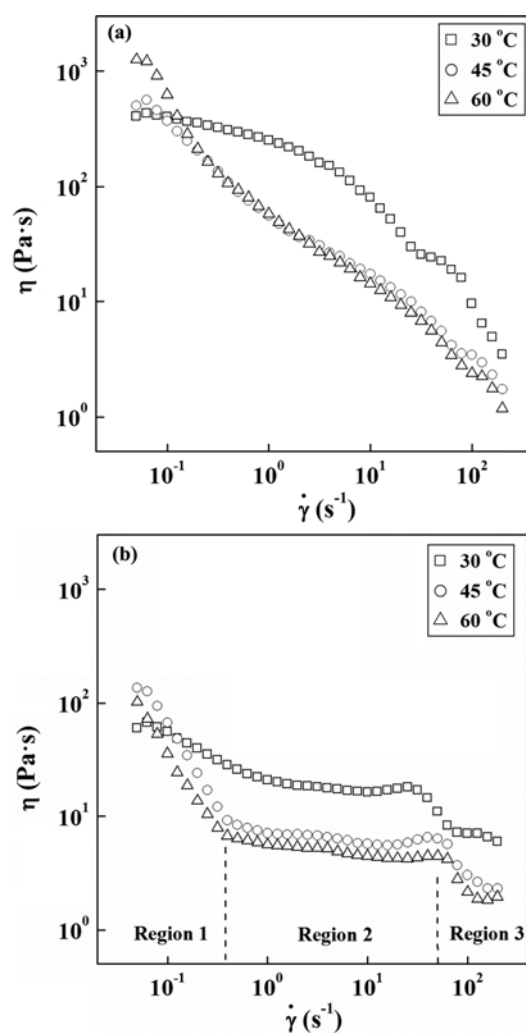 (a)
□ 30 °C
○ 45 °C
△ 60 °C
10³
10²
10¹
10⁰
η (Pa·s)
10⁻¹ 10⁰ 10¹ 10²
γ̇ (s⁻¹)
(b)
□ 30 °C
○ 45 °C
△ 60 °C
10³
10²
10¹
10⁰
η (Pa·s)
Region 1 Region 2 Region 3
10⁻¹ 10⁰ 10¹ 10²
γ̇ (s⁻¹)